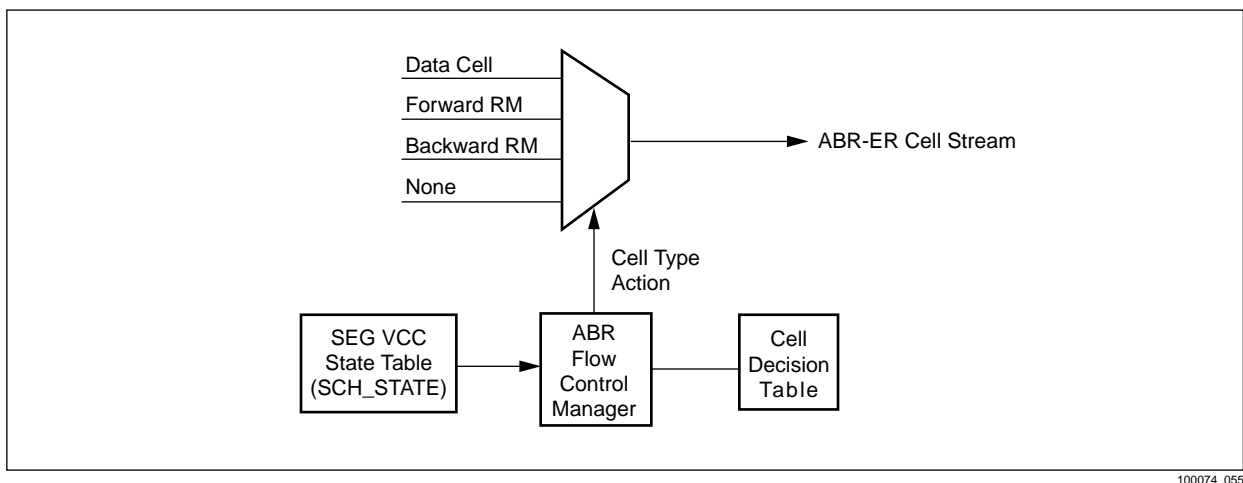 Data Cell
Forward RM
Backward RM
None
ABR-ER Cell Stream
Cell Type
Action
SEG VCC
State Table
(SCH_STATE)
ABR
Flow
Control
Manager
Cell
Decision
Table
100074_055